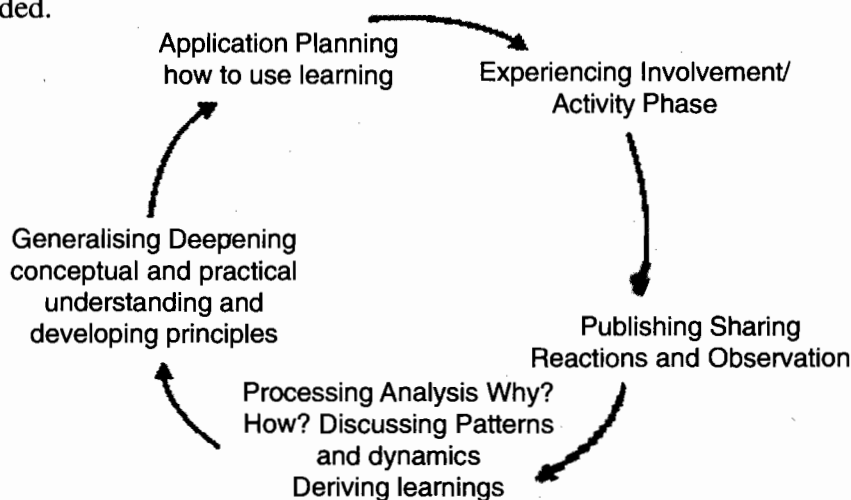 ded.
Application Planning
how to use learning
Experiencing Involvement/
Activity Phase
Publishing Sharing
Reactions and Observation
Processing Analysis Why?
How? Discussing Patterns
and dynamics
Deriving learnings
Generalising Deepening
conceptual and practical
understanding and
developing principles